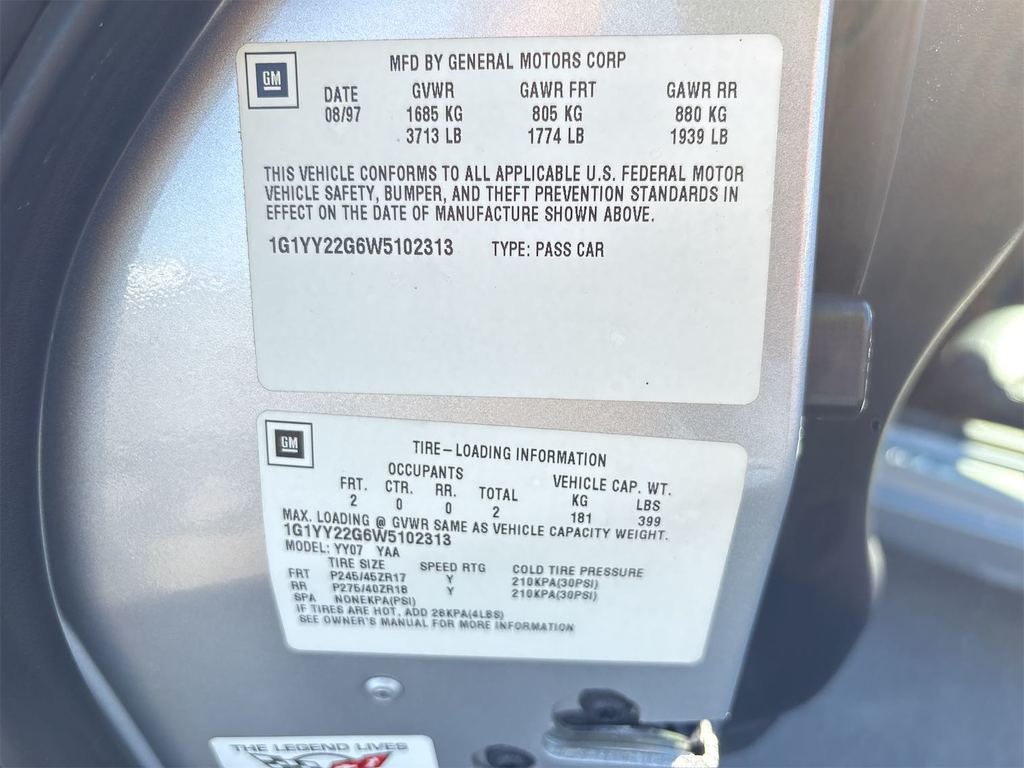 GM
MFD BY GENERAL MOTORS CORP
DATE GVWR GAWR FRT GAWR RR
08/97 1685 KG 805 KG 880 KG
3713 LB 1774 LB 1939 LB
THIS VEHICLE CONFORMS TO ALL APPLICABLE U.S. FEDERAL MOTOR
VEHICLE SAFETY, BUMPER, AND THEFT PREVENTION STANDARDS IN
EFFECT ON THE DATE OF MANUFACTURE SHOWN ABOVE.
1G1YY22G6W5102313 TYPE: PASS CAR
GM
TIRE-LOADING INFORMATION
OCCUPANTS VEHICLE CAP. WT.
FRT. CTR. RR. TOTAL KG LBS
2 0 0 2 181 399
MAX. LOADING @ GVWR SAME AS VEHICLE CAPACITY WEIGHT.
1G1YY22G6W5102313
MODEL: YY07 YAA
TIRE SIZE SPEED RTG COLD TIRE PRESSURE
FRT P245/45ZR17 Y 210KPA(30PSI)
RR P275/40ZR18 Y 210KPA(30PSI)
SPA NONEKPA(PSI)
IF TIRES ARE HOT, ADD 28KPA(4LBS)
SEE OWNER'S MANUAL FOR MORE INFORMATION
THE LEGEND LIVES